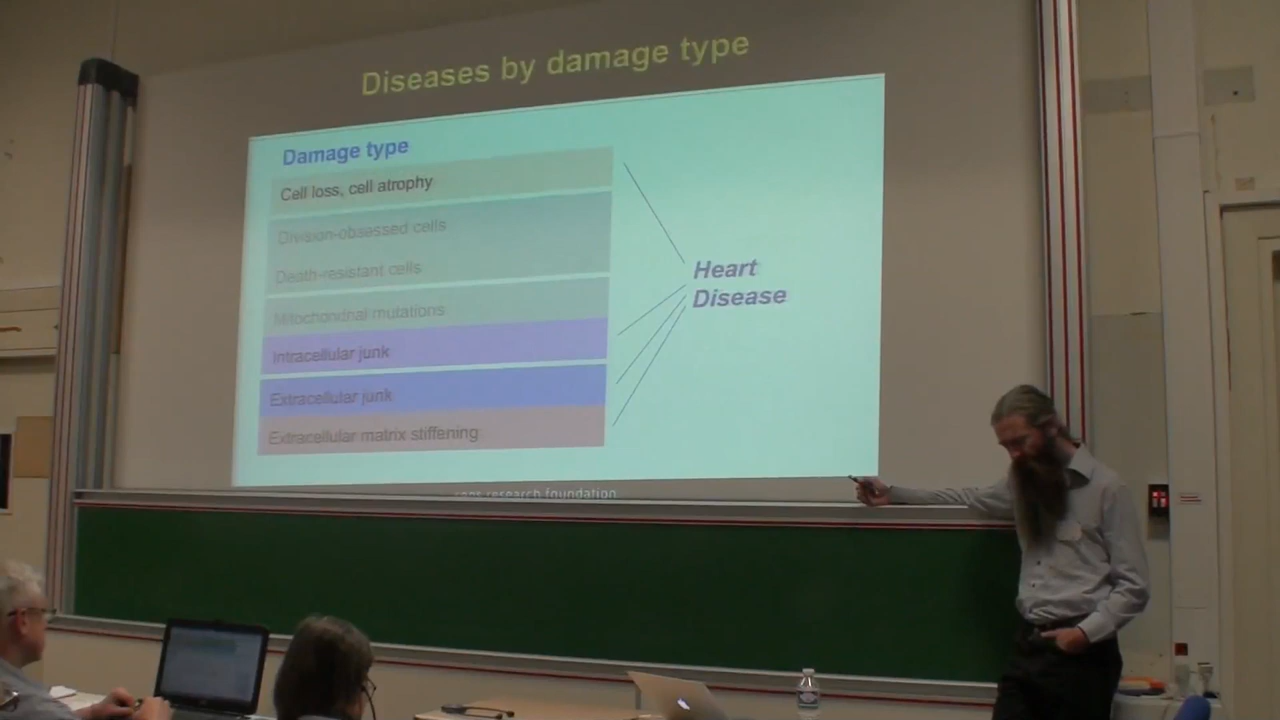 Diseases by damage type
Damage type
Cell loss, cell atrophy
Division-obsessed cells
Death-resistant cells
Mitochondrial mutations
Intracellular junk
Extracellular junk
Extracellular matrix stiffening
Heart
Disease
research foundation